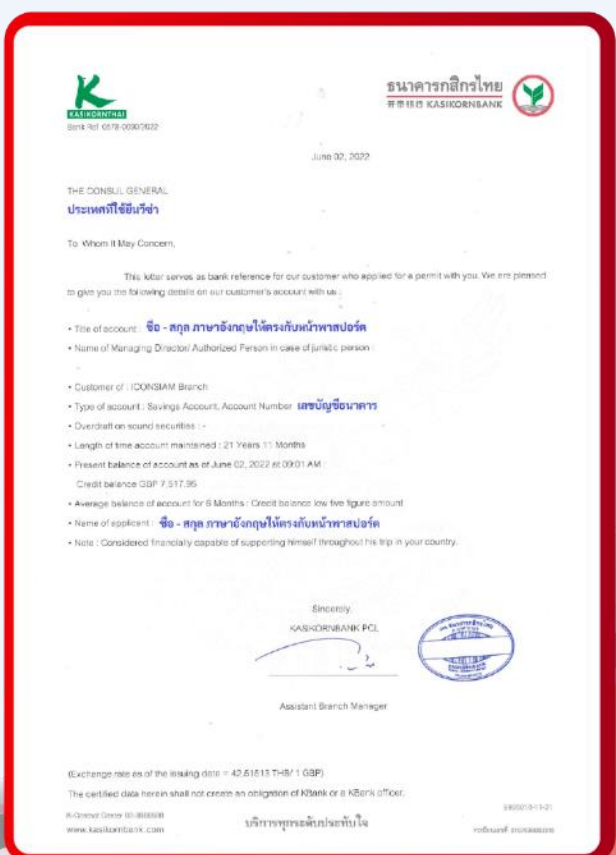 KASIKORNTHAI
Bank Ref. 0578-0090/2022
ธนาคารกสิกรไทย
开泰银行 KASIKORNBANK
June 02, 2022
THE CONSUL GENERAL
ประเทศที่ใช้ยื่นวีซ่า
To Whom It May Concern,
This letter serves as bank reference for our customer who applied for a permit with you. We are pleased
to give you the following details on our customer's account with us :
• Title of account : ชื่อ - สกุล ภาษาอังกฤษให้ตรงกับหน้าพาสปอร์ต
• Name of Managing Director/ Authorized Person in case of juristic person :
-
• Customer of : ICONSIAM Branch
• Type of account : Savings Account, Account Number เลขบัญชีธนาคาร
• Overdraft on sound securities : -
• Length of time account maintained : 21 Years 11 Months
• Present balance of account as of June 02, 2022 at 09:01 AM :
Credit balance GBP 7,517.95
• Average balance of account for 6 Months : Credit balance low five figure amount
• Name of applicant : ชื่อ - สกุล ภาษาอังกฤษให้ตรงกับหน้าพาสปอร์ต
• Note : Considered financially capable of supporting himself throughout his trip in your country.
Sincerely,
KASIKORNBANK PCL
Assistant Branch Manager
(Exchange rate as of the issuing date = 42.61513 THB/ 1 GBP)
The certified data herein shall not create an obligation of KBank or a KBank officer.
K-Contact Center 02-8888888
www.kasikornbank.com
บริการทุกระดับประทับใจ